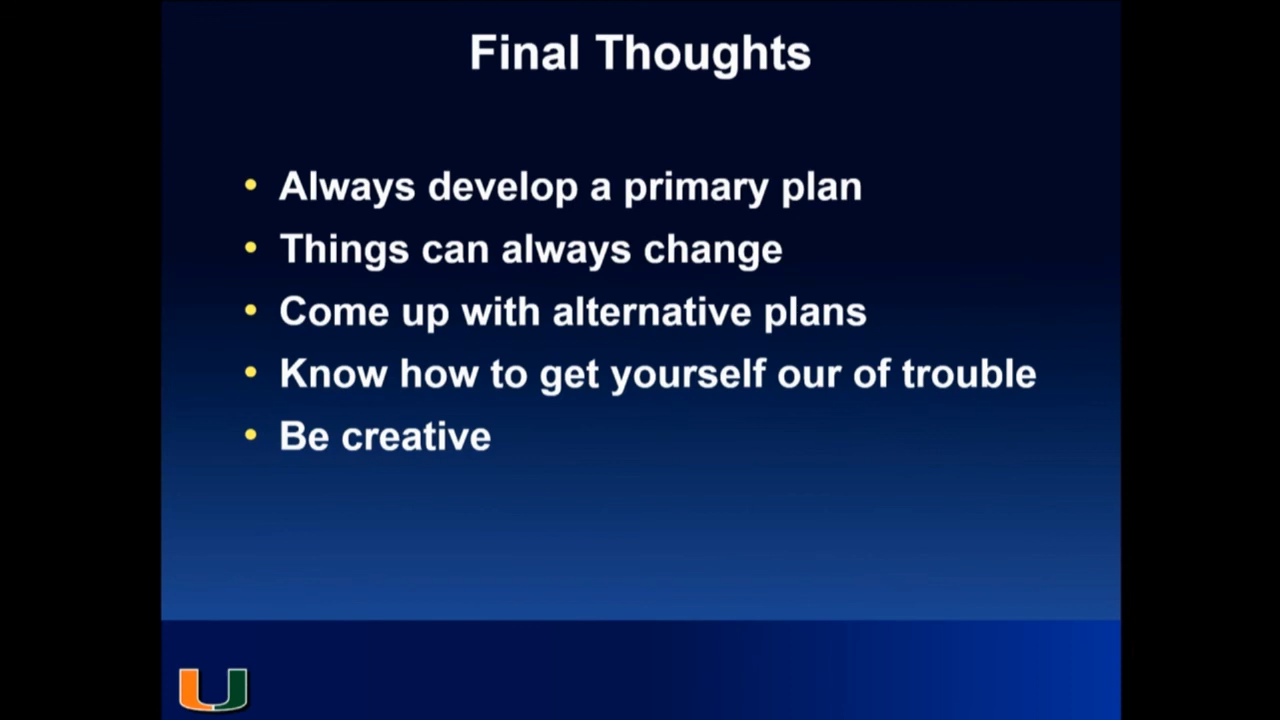 Final Thoughts
• Always develop a primary plan
• Things can always change
• Come up with alternative plans
• Know how to get yourself our of trouble
• Be creative
U